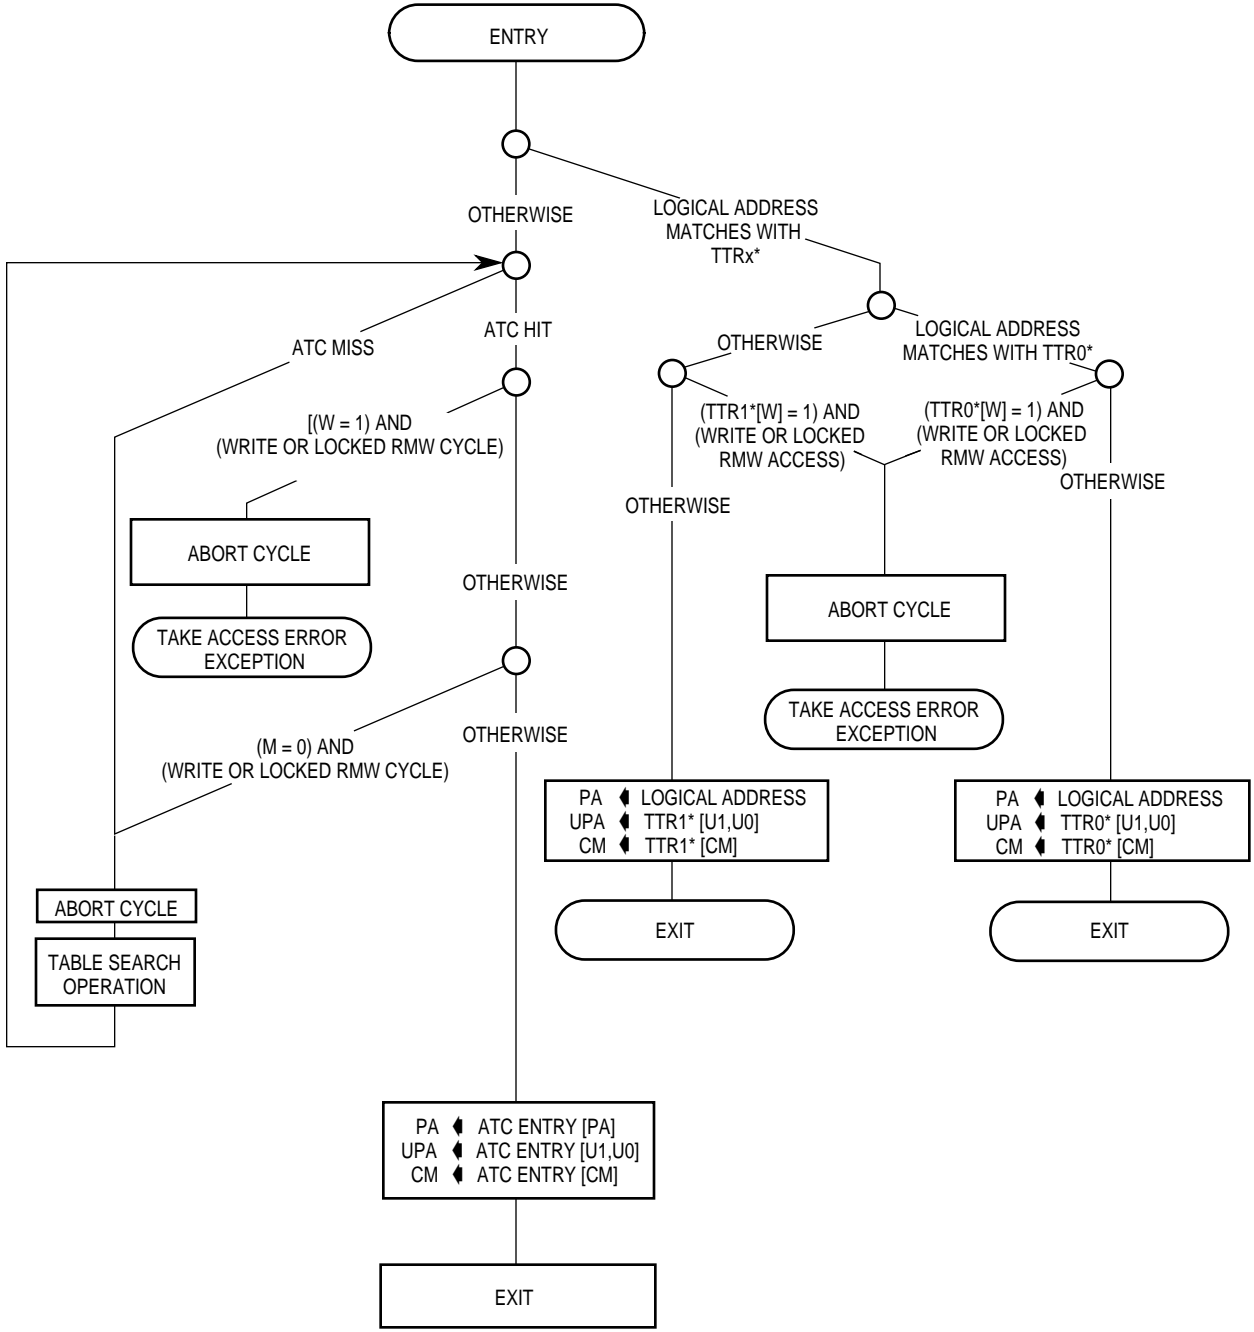 ENTRY
OTHERWISE
LOGICAL ADDRESS
MATCHES WITH
TTRx*
ATC MISS
ATC HIT
OTHERWISE
LOGICAL ADDRESS
MATCHES WITH TTR0*
[(W = 1) AND
(WRITE OR LOCKED RMW CYCLE)
(TTR1*[W] = 1) AND
(WRITE OR LOCKED
RMW ACCESS)
(TTR0*[W] = 1) AND
(WRITE OR LOCKED
RMW ACCESS)
OTHERWISE
OTHERWISE
ABORT CYCLE
OTHERWISE
ABORT CYCLE
TAKE ACCESS ERROR
EXCEPTION
TAKE ACCESS ERROR
EXCEPTION
OTHERWISE
(M = 0) AND
(WRITE OR LOCKED RMW CYCLE)
PA LOGICAL ADDRESS
UPA TTR1* [U1,U0]
CM TTR1* [CM]
PA LOGICAL ADDRESS
UPA TTR0* [U1,U0]
CM TTR0* [CM]
ABORT CYCLE
EXIT
EXIT
TABLE SEARCH
OPERATION
PA ATC ENTRY [PA]
UPA ATC ENTRY [U1,U0]
CM ATC ENTRY [CM]
EXIT